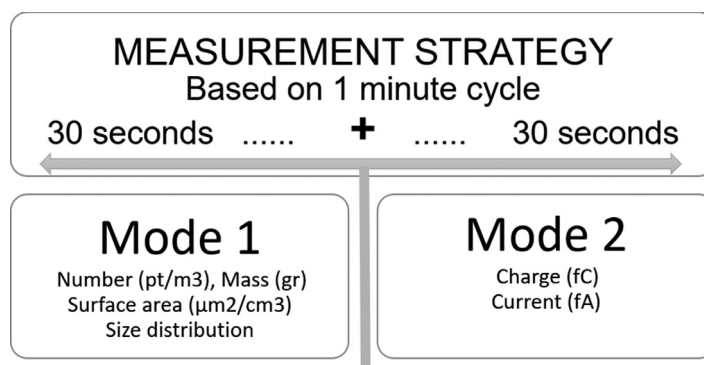 MEASUREMENT STRATEGY
Based on 1 minute cycle
30 seconds ...... + ...... 30 seconds
Mode 1
Number (pt/m3), Mass (gr)
Surface area (µm2/cm3)
Size distribution
Mode 2
Charge (fC)
Current (fA)